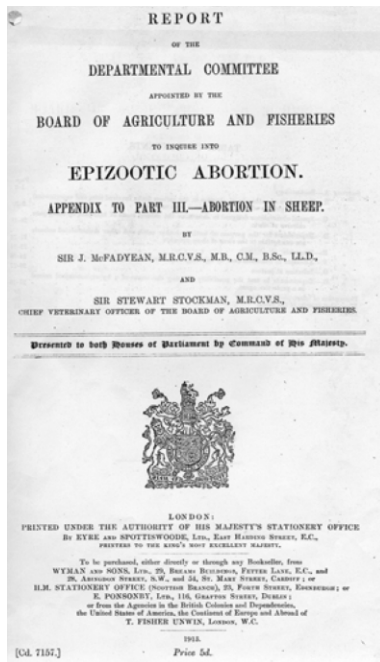 REPORT
OF THE
DEPARTMENTAL COMMITTEE
APPOINTED BY THE
BOARD OF AGRICULTURE AND FISHERIES
TO INQUIRE INTO
EPIZOOTIC ABORTION.
APPENDIX TO PART III.—ABORTION IN SHEEP.
BY
SIR J. McFADYEAN, M.R.C.V.S., M.B., C.M., B.Sc., LL.D.,
AND
SIR STEWART STOCKMAN, M.R.C.V.S.,
CHIEF VETERINARY OFFICER OF THE BOARD OF AGRICULTURE AND FISHERIES.
Presented to both Houses of Parliament by Command of His Majesty.
LONDON:
PRINTED UNDER THE AUTHORITY OF HIS MAJESTY'S STATIONERY OFFICE
By EYRE AND SPOTTISWOODE, Ltd., East Harding Street, E.C.,
PRINTERS TO THE KING'S MOST EXCELLENT MAJESTY.
To be purchased, either directly or through any Bookseller, from
WYMAN AND SONS, Ltd., 29, Breams Buildings, Fetter Lane, E.C., and
28, Abingdon Street, S.W., and 54, St. Mary Street, Cardiff; or
H.M. STATIONERY OFFICE (Scottish Branch), 23, Forth Street, Edinburgh; or
E. PONSONBY, Ltd., 116, Grafton Street, Dublin;
or from the Agencies in the British Colonies and Dependencies,
the United States of America, the Continent of Europe and Abroad of
T. FISHER UNWIN, London, W.C.
1913.
[Cd. 7157.] Price 5d.